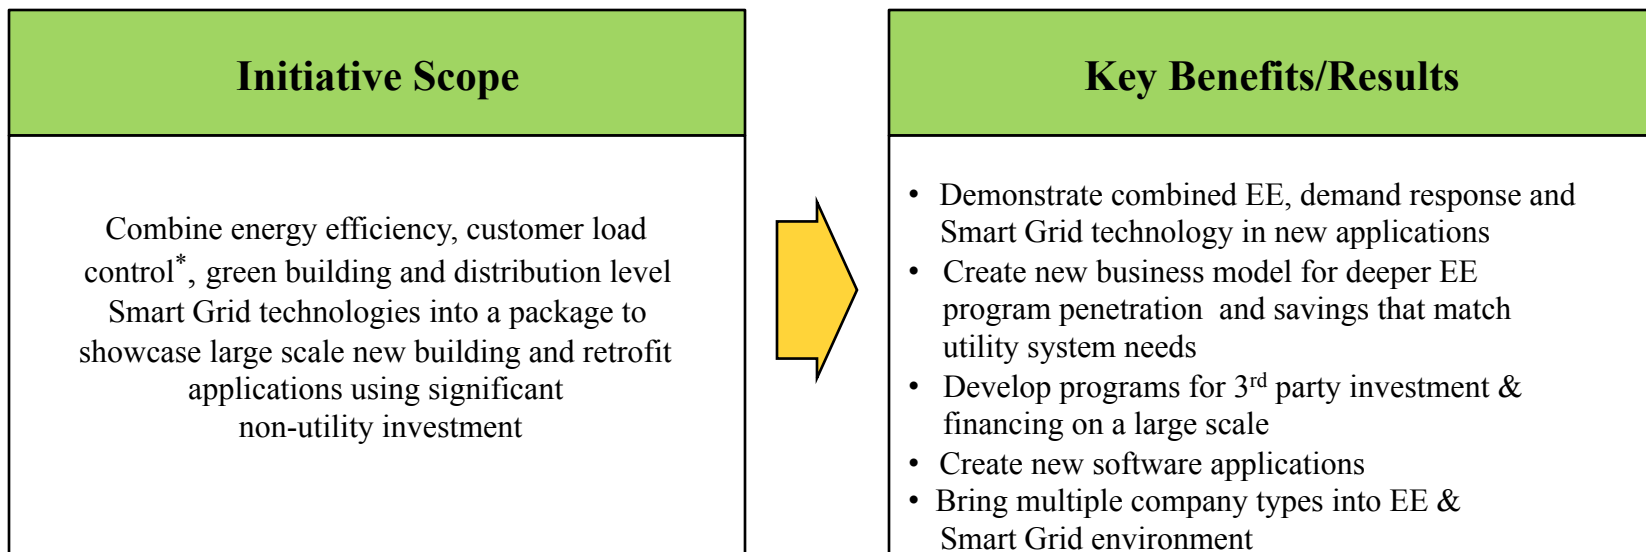 Initiative Scope
Combine energy efficiency, customer load
control*, green building and distribution level
Smart Grid technologies into a package to
showcase large scale new building and retrofit
applications using significant
non-utility investment
Key Benefits/Results
• Demonstrate combined EE, demand response and
Smart Grid technology in new applications
• Create new business model for deeper EE
program penetration  and savings that match
utility system needs
• Develop programs for 3rd party investment &
financing on a large scale
• Create new software applications
• Bring multiple company types into EE &
Smart Grid environment